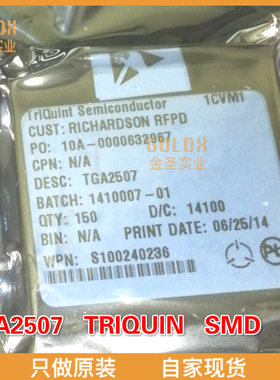 TriQuint Semiconductor 1CVM1
CUST: RICHARDSON RFPD
PO: 10A-0000632967
CPN: N/A
DESC: TGA2507
BATCH: 1410007-01
QTY: 150 D/C: 14100
BIN: N/A PRINT DATE: 06/25/14
WPN: S100240236
GOLDX
金圣实业
A2507 TRIQUIN SMD
只做原装 自家现货